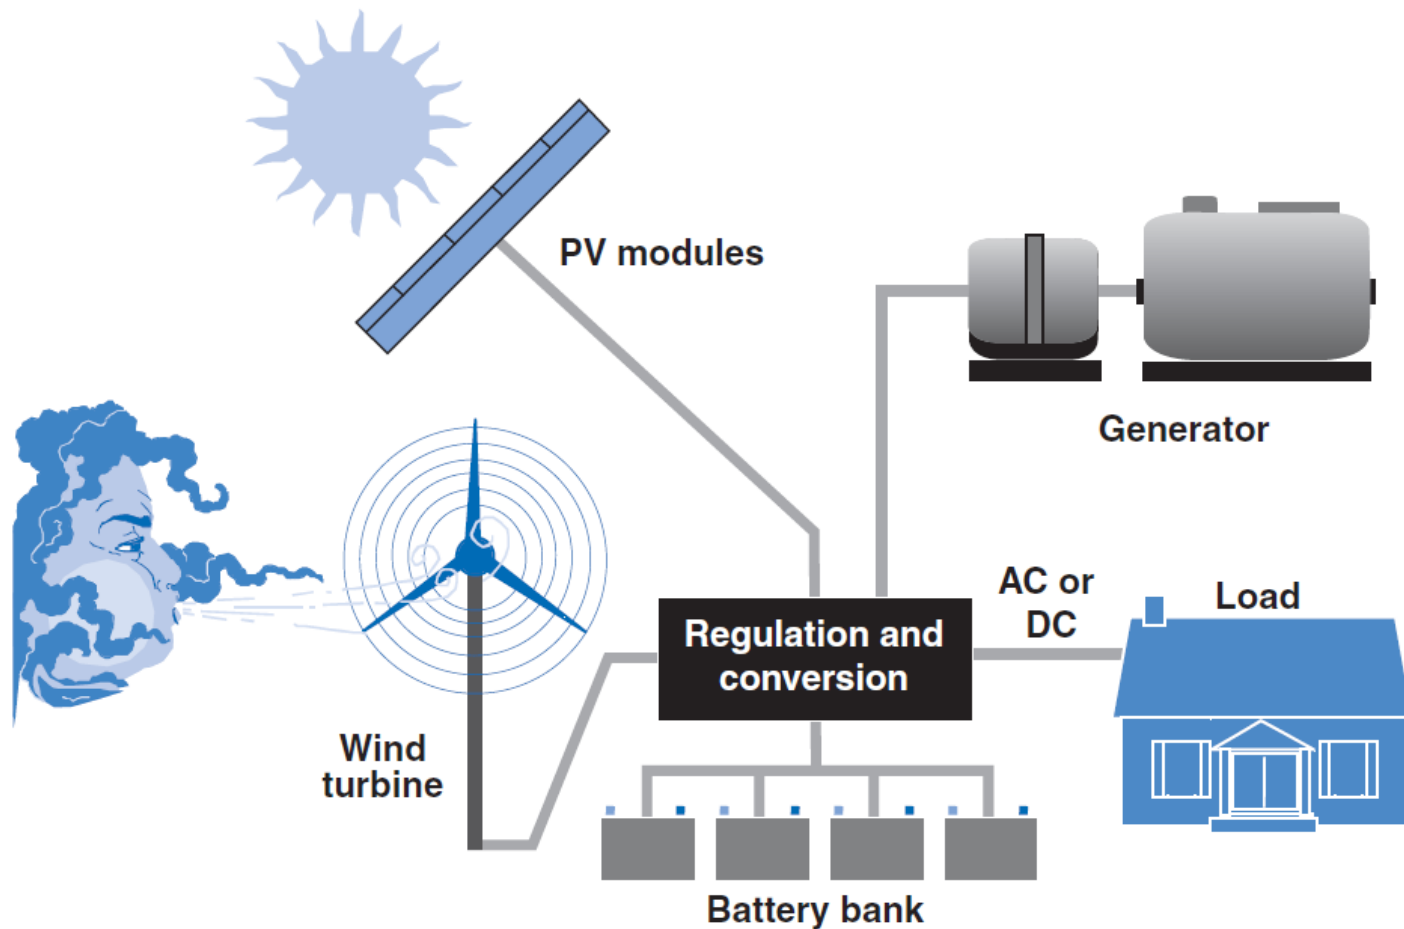 PV modules
Generator
AC or
DC
Load
Regulation and
conversion
Wind
turbine
Battery bank